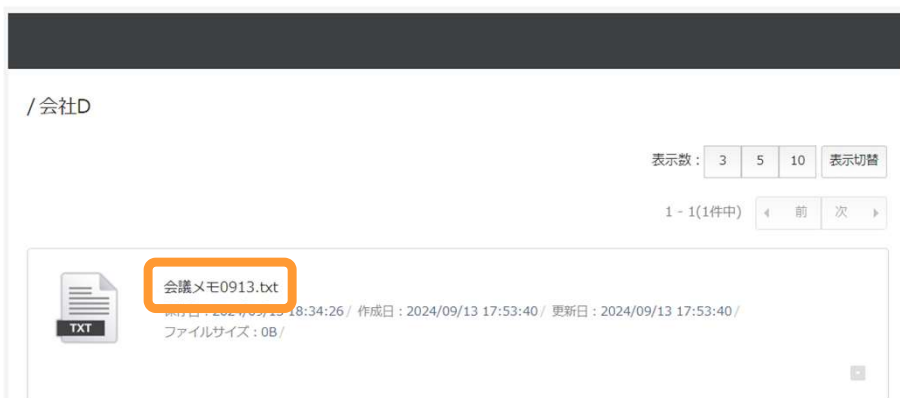 / 会社D
表示数： 3 5 10 表示切替
1 - 1(1件中) 前 次
会議メモ0913.txt
18:34:26 / 作成日：2024/09/13 17:53:40 / 更新日：2024/09/13 17:53:40 /
TXT
ファイルサイズ：0B /